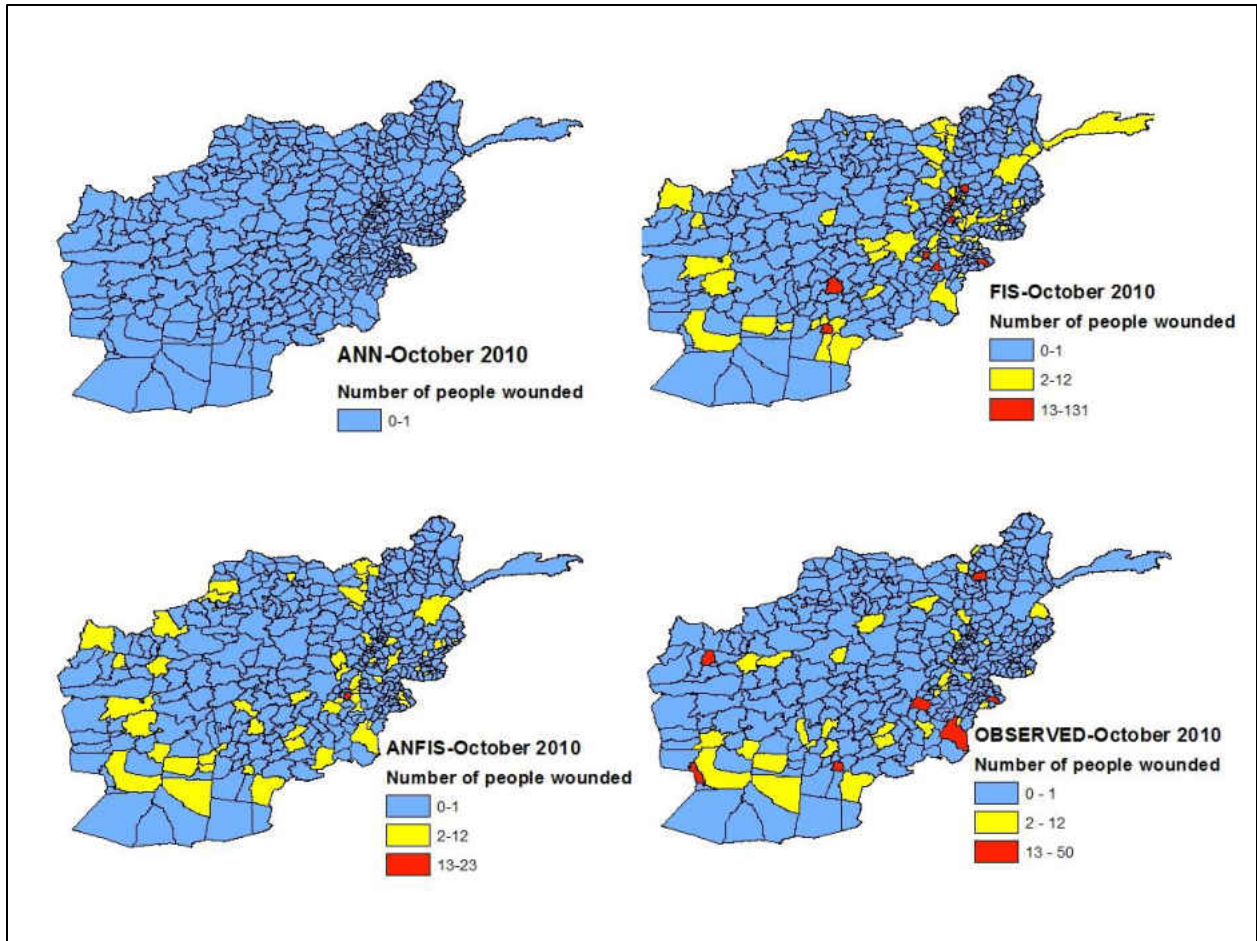 ANN-October 2010
Number of people wounded
0-1
FIS-October 2010
Number of people wounded
0-1
2-12
13-131
ANFIS-October 2010
Number of people wounded
0-1
2-12
13-23
OBSERVED-October 2010
Number of people wounded
0 - 1
2 - 12
13 - 50